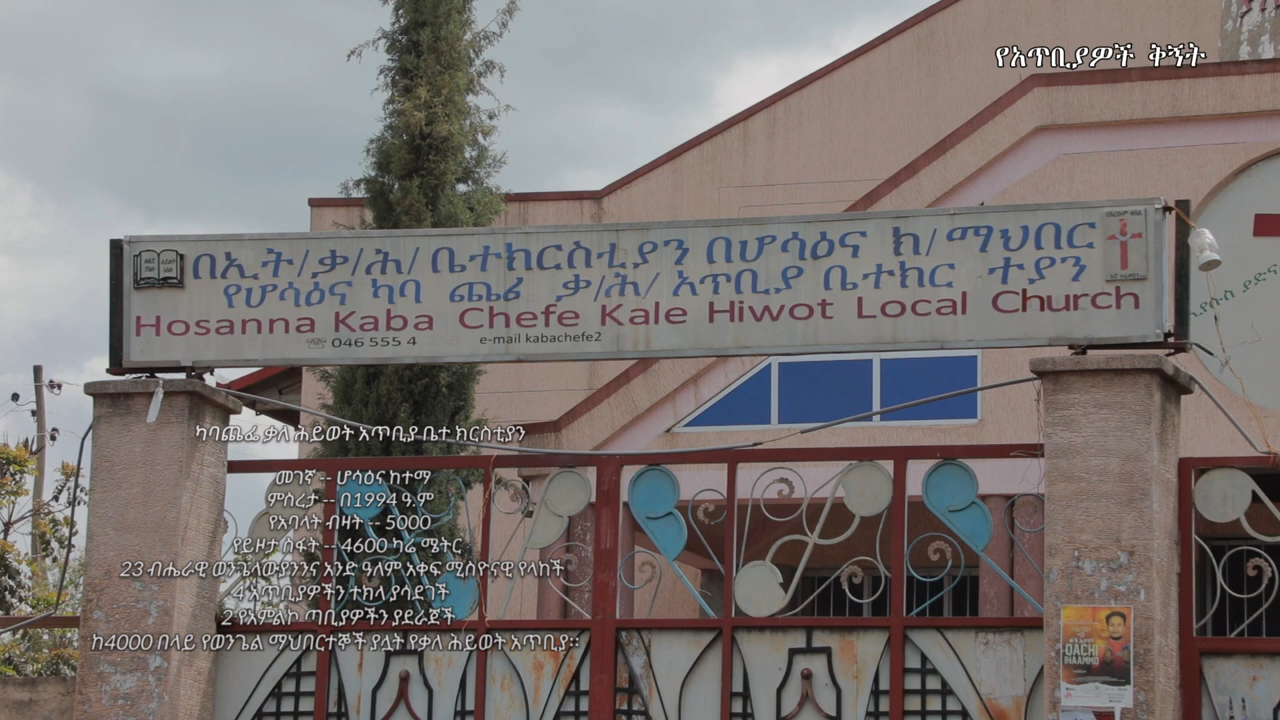 የአጥቢያዎች ቅኝት
በኢት/ቃ/ሕ/ ቤተክርስቲያን በሆሳዕና ክ/ማህበር
የሆሳዕና ካባ ጨፊ ቃ/ሕ/ አጥቢያ ቤተክር ተያን
Hosanna Kaba Chefe Kale Hiwot Local Church
046 555 4 e-mail kabachefe2
ካባጨፌ ቃለ ሕይወት አጥቢያ ቤተ ክርስቲያን
መገኛ -- ሆሳዕና ከተማ
ምስረታ -- በ1994 ዓ.ም
የአባላት ብዛት -- 5000
የይዞታ ስፋት -- 4600 ካሬ ሜትር
23 ብሔራዊ ወንጌላውያንንና አንድ ዓለም አቀፍ ሚስዮናዊ የላከች
4 አጥቢያዎችን ተክላ ያሳደገች
2 የአምልኮ ጣቢያዎችን ያደራጀች
ከ4000 በላይ የወንጌል ማህበርተኞች ያሏት የቃለ ሕይወት አጥቢያ።
QACHI
IHAAMMO